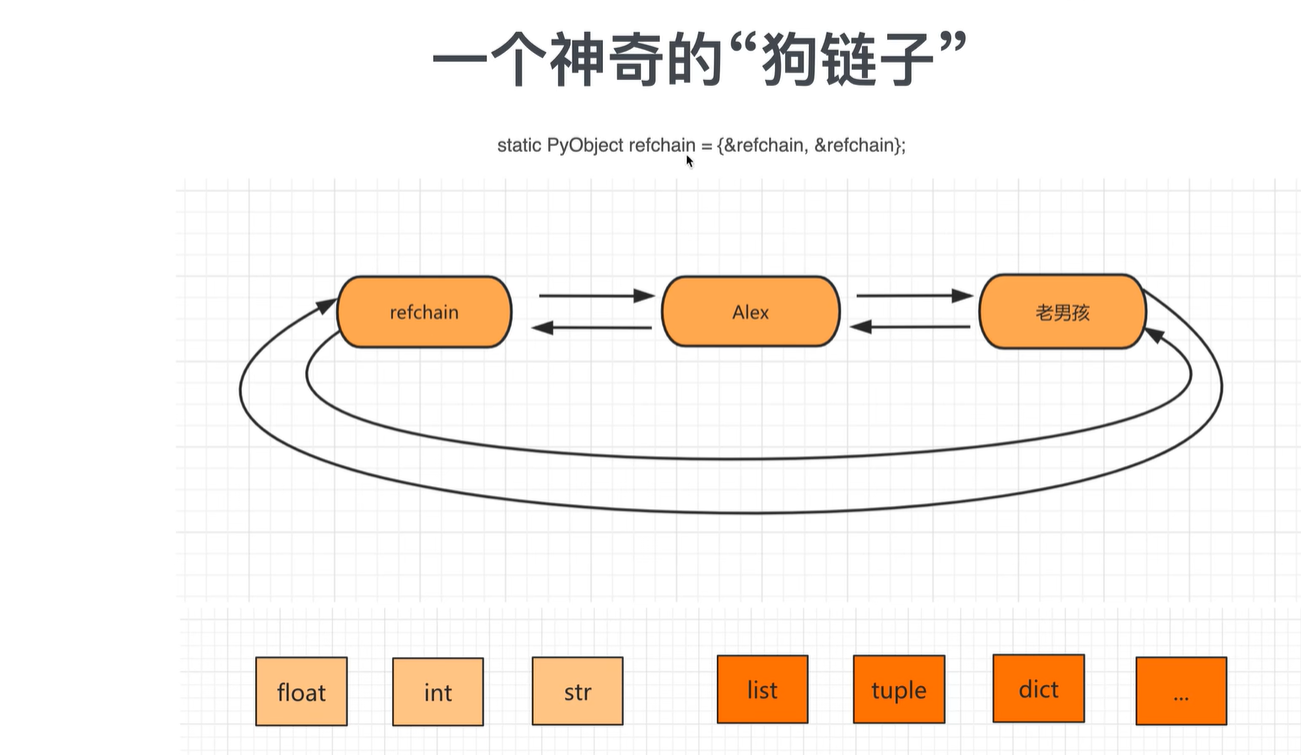 一个神奇的“狗链子”
static PyObject refchain = {&refchain, &refchain};
refchain
Alex
老男孩
float
int
str
list
tuple
dict
...